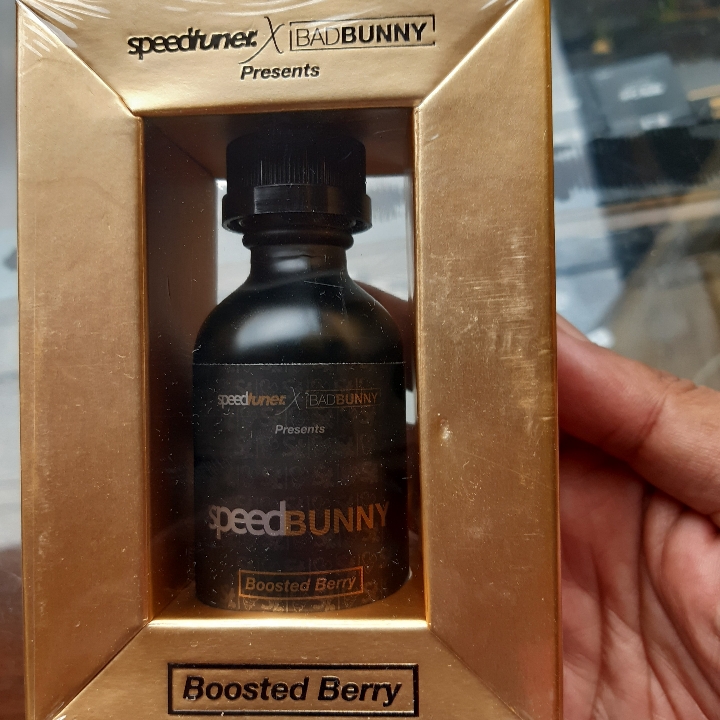 speedtuner. X BADBUNNY
Presents
speedtuner. X BADBUNNY
Presents
speedBUNNY
Boosted Berry
Boosted Berry